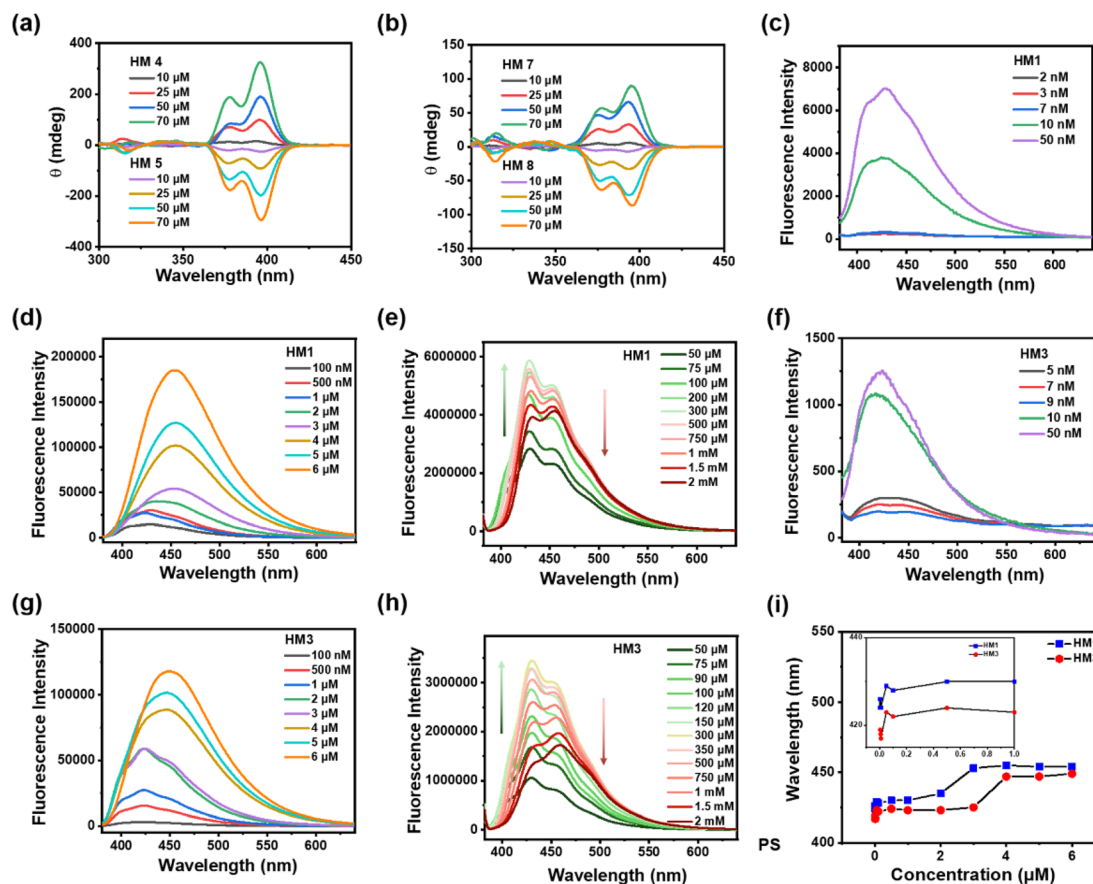 (a)
θ (mdeg)
400
200
0
-200
-400
HM 4
10 μM
25 μM
50 μM
70 μM
HM 5
10 μM
25 μM
50 μM
70 μM
300 350 400 450
Wavelength (nm)
(b)
θ (mdeg)
150
100
50
0
-50
-100
-150
HM 7
10 μM
25 μM
50 μM
70 μM
HM 8
10 μM
25 μM
50 μM
70 μM
300 350 400 450
Wavelength (nm)
(c)
Fluorescence Intensity
8000
6000
4000
2000
0
HM1
2 nM
3 nM
7 nM
10 nM
50 nM
400 450 500 550 600
Wavelength (nm)
(d)
Fluorescence Intensity
200000
150000
100000
50000
0
HM1
100 nM
500 nM
1 μM
2 μM
3 μM
4 μM
5 μM
6 μM
400 450 500 550 600
Wavelength (nm)
(e)
Fluorescence Intensity
6000000
4000000
2000000
0
HM1
50 μM
75 μM
100 μM
200 μM
300 μM
500 μM
750 μM
1 mM
1.5 mM
2 mM
400 450 500 550 600
Wavelength (nm)
(f)
Fluorescence Intensity
1500
1250
1000
750
500
250
0
HM3
5 nM
7 nM
9 nM
10 nM
50 nM
400 450 500 550 600
Wavelength (nm)
(g)
Fluorescence Intensity
150000
100000
50000
0
HM3
100 nM
500 nM
1 μM
2 μM
3 μM
4 μM
5 μM
6 μM
400 450 500 550 600
Wavelength (nm)
(h)
Fluorescence Intensity
3000000
2000000
1000000
0
HM3
50 μM
75 μM
90 μM
100 μM
120 μM
150 μM
300 μM
350 μM
500 μM
750 μM
1 mM
1.5 mM
2 mM
400 450 500 550 600
Wavelength (nm)
(i)
Wavelength (nm)
550
500
450
400
HM
HM
440
420
HM1
HM3
0.0 0.2 0.4 0.6 0.8 1.0
PS
0 2 4 6
Concentration (μM)